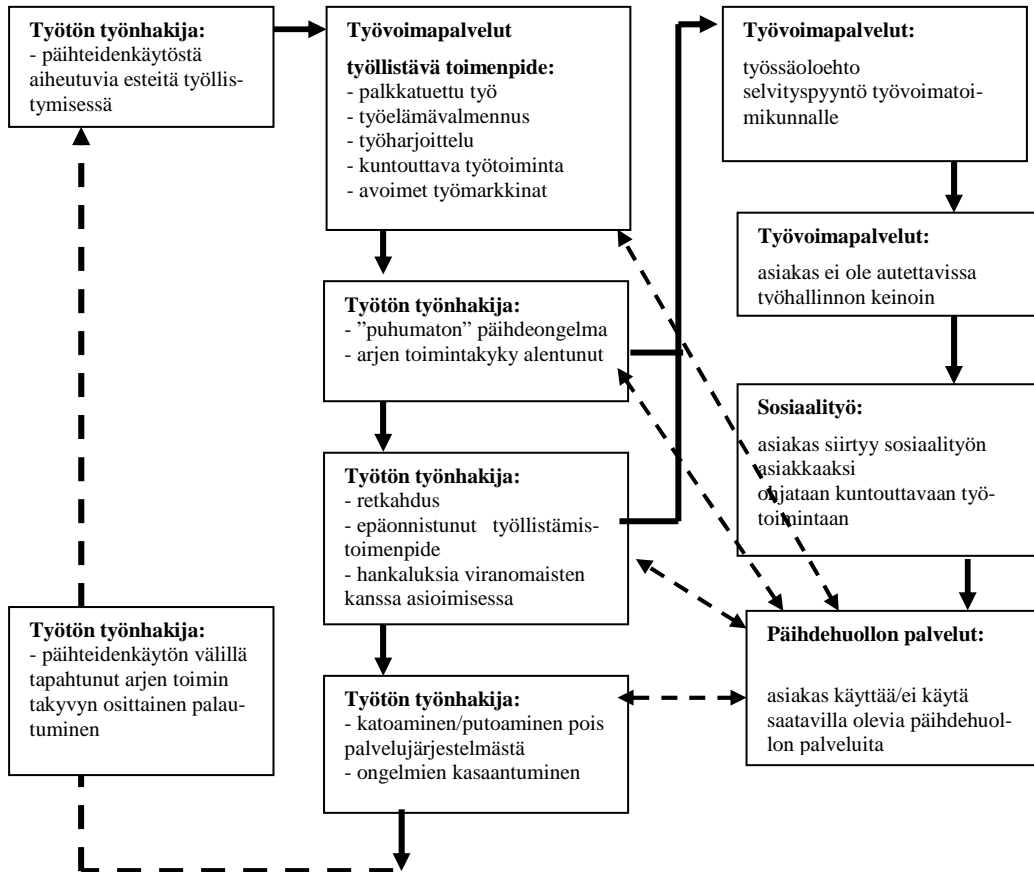 Työtön työnhakija:
- päihteidenkäytöstä
aiheutuvia esteitä työllis-
tymisessä
Työvoimapalvelut
työllistävä toimenpide:
- palkkatuettu työ
- työelämävalmennus
- työharjoittelu
- kuntouttava työtoiminta
- avoimet työmarkkinat
Työtön työnhakija:
- ”puhumaton” päihdeongelma
- arjen toimintakyky alentunut
Työtön työnhakija:
- retkahdus
- epäonnistunut työllistämis-
toimenpide
- hankaluksia viranomaisten
kanssa asioimisessa
Työtön työnhakija:
- katoaminen/putoaminen pois
palvelujärjestelmästä
- ongelmien kasaantuminen
Työtön työnhakija:
- päihteidenkäytön välillä
tapahtunut arjen toimin
takyvyn osittainen palau-
tuminen
Työvoimapalvelut:
työssäoloehto
selvityspyyntö työvoimatoi-
mikunnalle
Työvoimapalvelut:
asiakas ei ole autettavissa
työhallinnon keinoin
Sosiaalityö:
asiakas siirtyy sosiaalityön
asiakkaaksi
ohjataan kuntouttavaan työ-
toimintaan
Päihdehuollon palvelut:
asiakas käyttää/ei käytä
saatavilla olevia päihdehuol-
lon palveluita